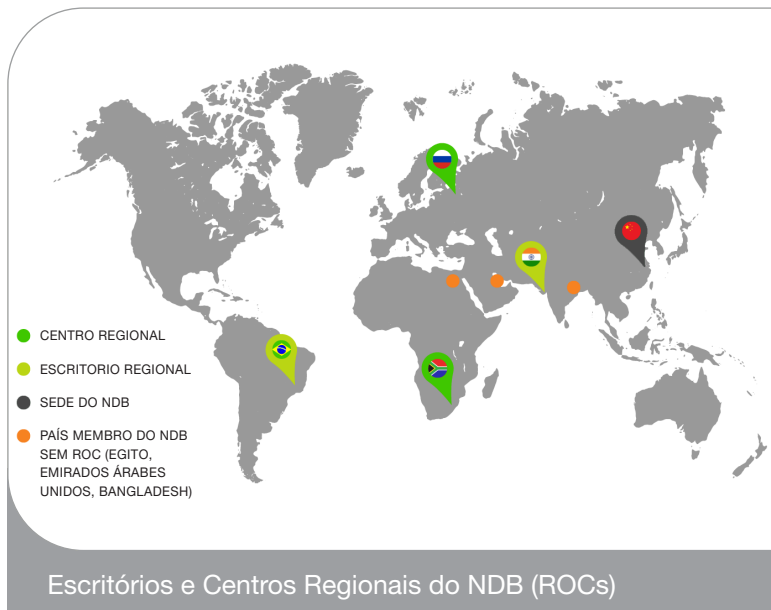 CENTRO REGIONAL
ESCRITORIO REGIONAL
SEDE DO NDB
PAÍS MEMBRO DO NDB
SEM ROC (EGITO,
EMIRADOS ÁRABES
UNIDOS, BANGLADESH)
Escritórios e Centros Regionais do NDB (ROCs)